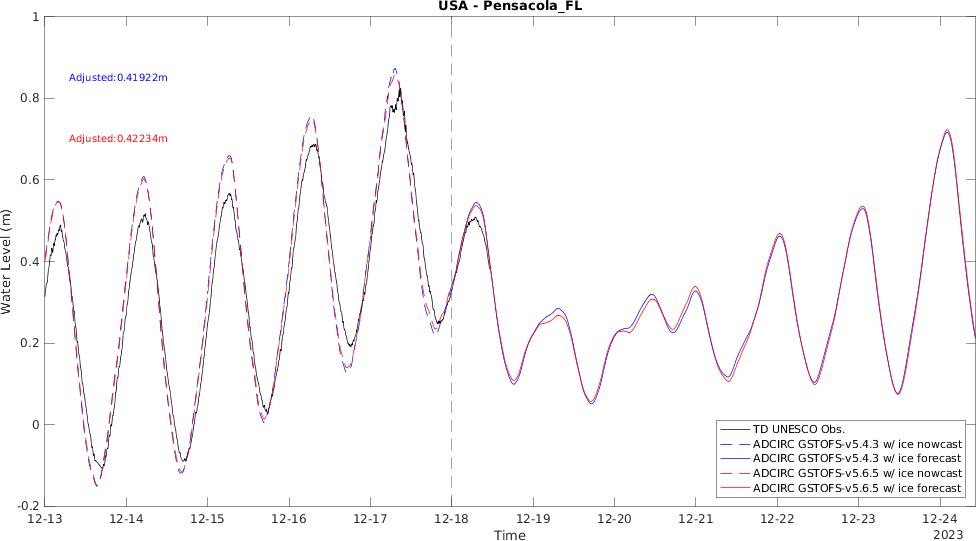 USA - Pensacola_FL
1
0.8
0.6
0.4
0.2
0
-0.2
Water Level (m)
Adjusted:0.41922m
Adjusted:0.42234m
TD UNESCO Obs.
ADCIRC GSTOFS-v5.4.3 w/ ice nowcast
ADCIRC GSTOFS-v5.4.3 w/ ice forecast
ADCIRC GSTOFS-v5.6.5 w/ ice nowcast
ADCIRC GSTOFS-v5.6.5 w/ ice forecast
12-13 12-14 12-15 12-16 12-17 12-18 12-19 12-20 12-21 12-22 12-23 12-24
Time
2023